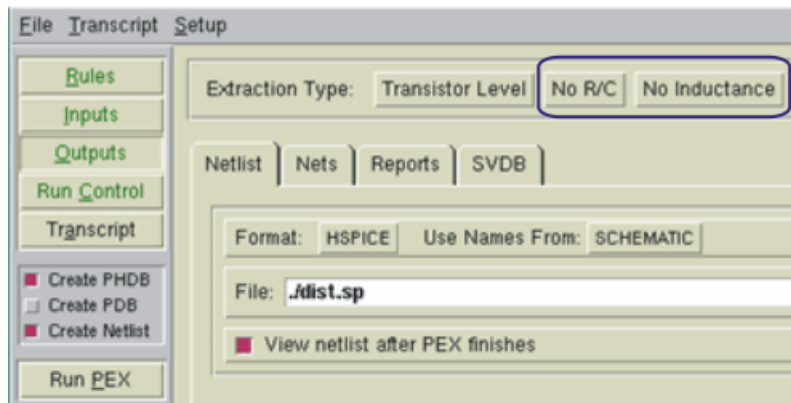 File Transcript Setup
Rules
Inputs
Outputs
Run Control
Transcript
Create PHDB
Create PDB
Create Netlist
Run PEX
Extraction Type: Transistor Level No R/C No Inductance
Netlist Nets Reports SVDB
Format: HSPICE Use Names From: SCHEMATIC
File: ./dist.sp
View netlist after PEX finishes